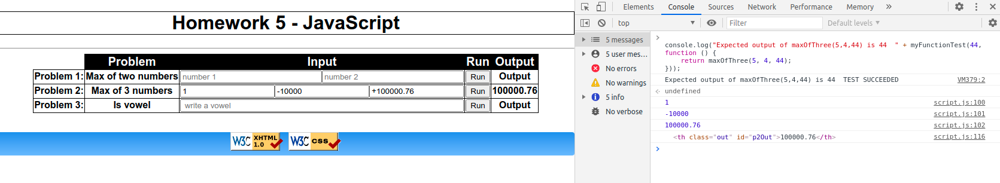 Homework 5 - JavaScript
Problem Input Run Output
Problem 1: Max of two numbers number 1 number 2 Run Output
Problem 2: Max of 3 numbers 1 -10000 +100000.76 Run 100000.76
Problem 3: Is vowel write a vowel Run Output
W3C XHTML 1.0 W3C css
Elements Console Sources Network Performance Memory »
top Filter Default levels
5 messages
5 user mes...
No errors
No warnings
5 info
No verbose
console.log("Expected output of maxOfThree(5,4,44) is 44  " + myFunctionTest(44,
function () {
    return maxOfThree(5, 4, 44);
}));
Expected output of maxOfThree(5,4,44) is 44  TEST SUCCEEDED VM379:2
undefined
1 script.js:100
-10000 script.js:101
100000.76 script.js:102
<th class="out" id="p2Out">100000.76</th> script.js:116